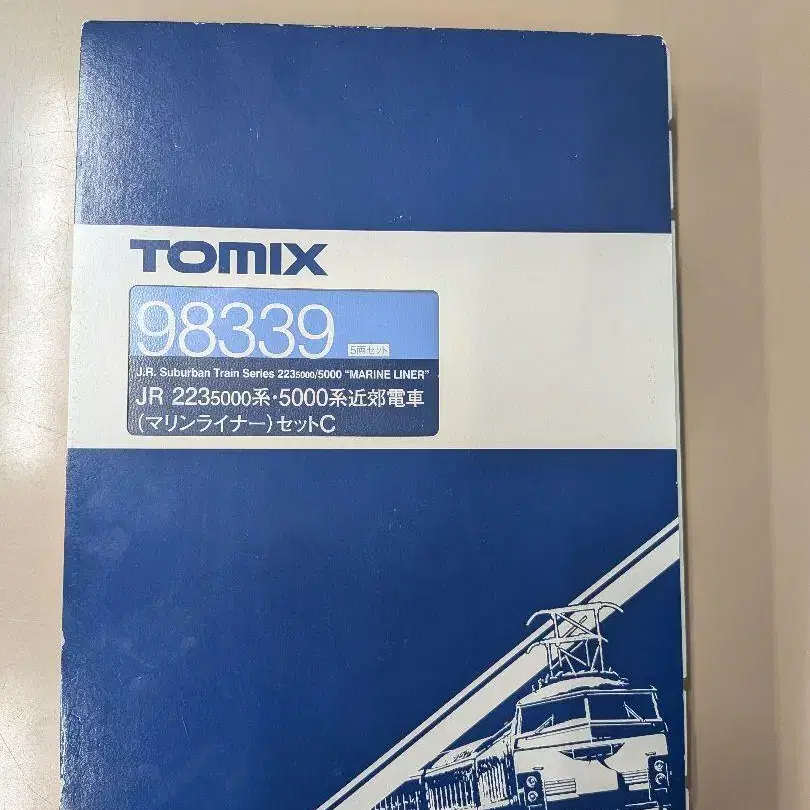 TOMIX
98339 5両セット
J.R. Suburban Train Series 2235000/5000 "MARINE LINER"
JR 2235000系・5000系近郊電車
(マリンライナー)セットC